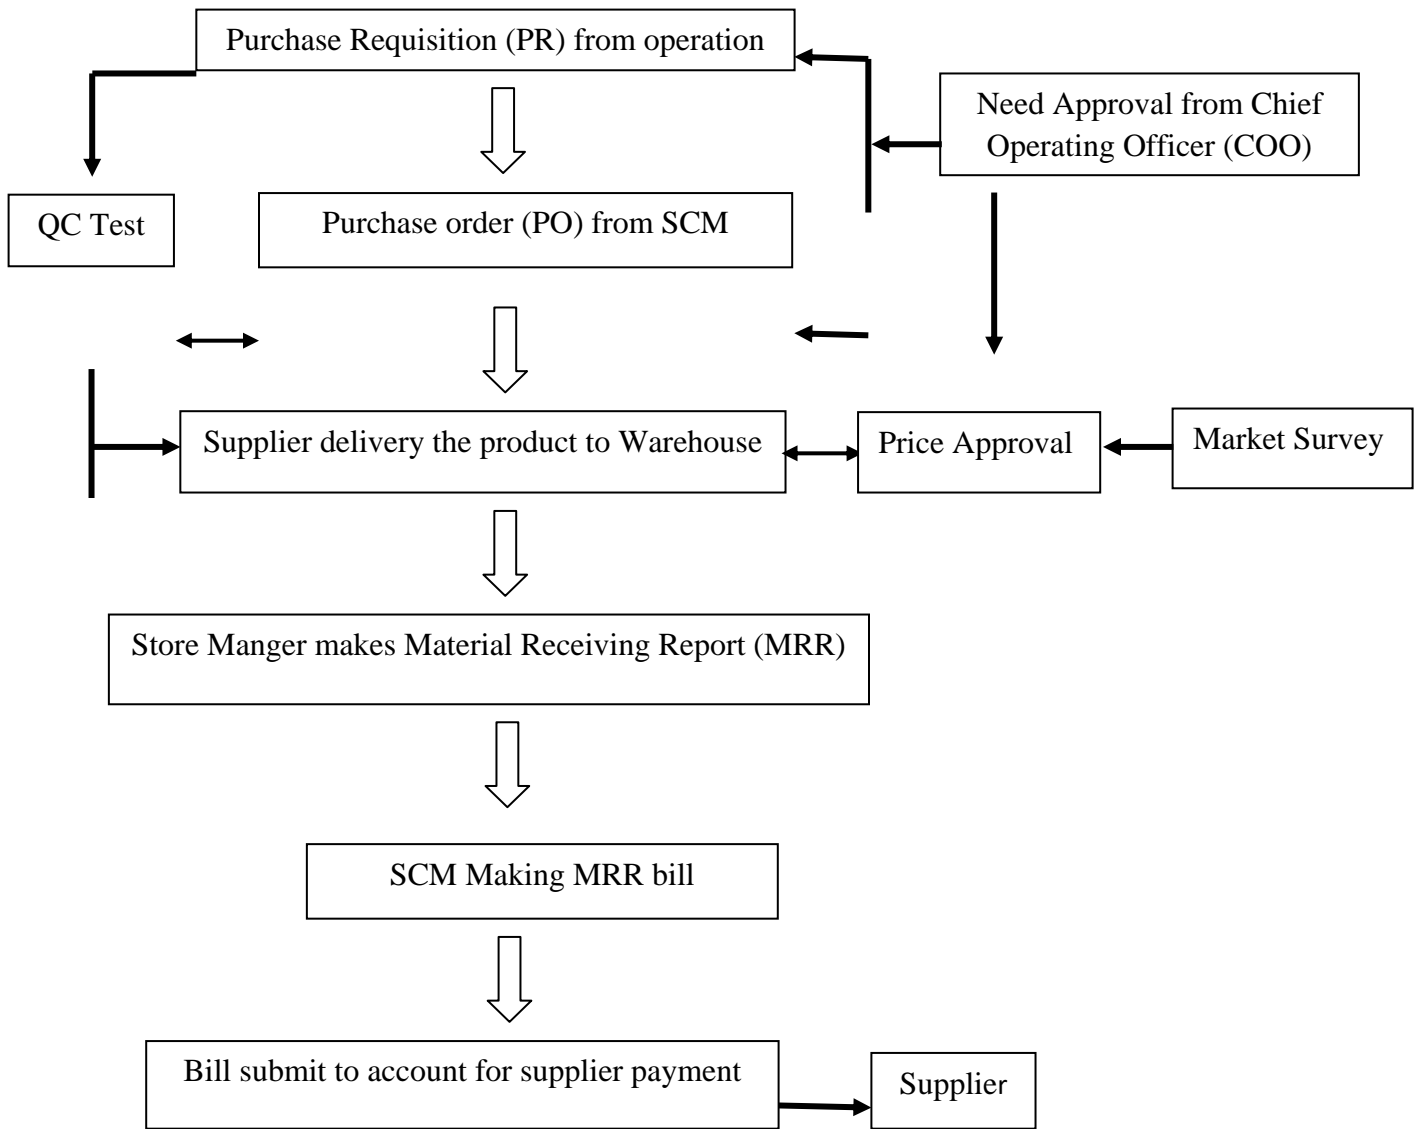 Purchase Requisition (PR) from operation
Need Approval from Chief
Operating Officer (COO)
QC Test
Purchase order (PO) from SCM
Supplier delivery the product to Warehouse
Price Approval
Market Survey
Store Manger makes Material Receiving Report (MRR)
SCM Making MRR bill
Bill submit to account for supplier payment
Supplier